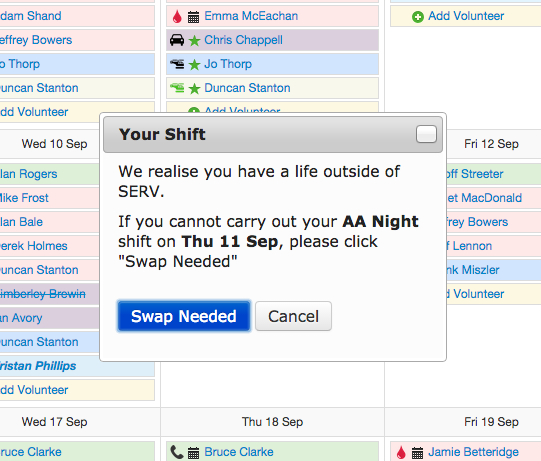 dam Shand
Emma McEachan
Add Volunteer
effrey Bowers
Chris Chappell
o Thorp
Jo Thorp
Duncan Stanton
Duncan Stanton
dd Volunteer
Add Volunteer
Your Shift
We realise you have a life outside of
SERV.
If you cannot carry out your AA Night
shift on Thu 11 Sep, please click
"Swap Needed"
Swap Needed
Cancel
Wed 10 Sep
Fri 12 Sep
lan Rogers
off Streeter
Mike Frost
et MacDonald
lan Bale
frey Bowers
Derek Holmes
f Lennon
Duncan Stanton
nk Miszler
imberley Brewin
dd Volunteer
an Avory
Duncan Stanton
ristan Phillips
dd Volunteer
Wed 17 Sep
Thu 18 Sep
Fri 19 Sep
ruce Clarke
Bruce Clarke
Jamie Betteridge